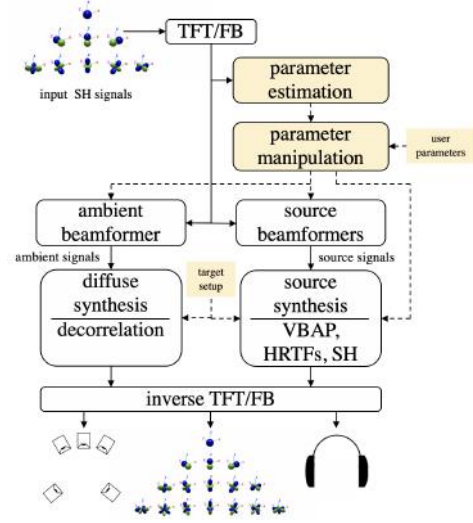 TFT/FB
input SH signals
parameter
estimation
parameter
manipulation
user
parameters
ambient
beamformer
source
beamformers
ambient signals
source signals
diffuse
synthesis
decorrelation
target
setup
source
synthesis
VBAP,
HRTFs, SH
inverse TFT/FB